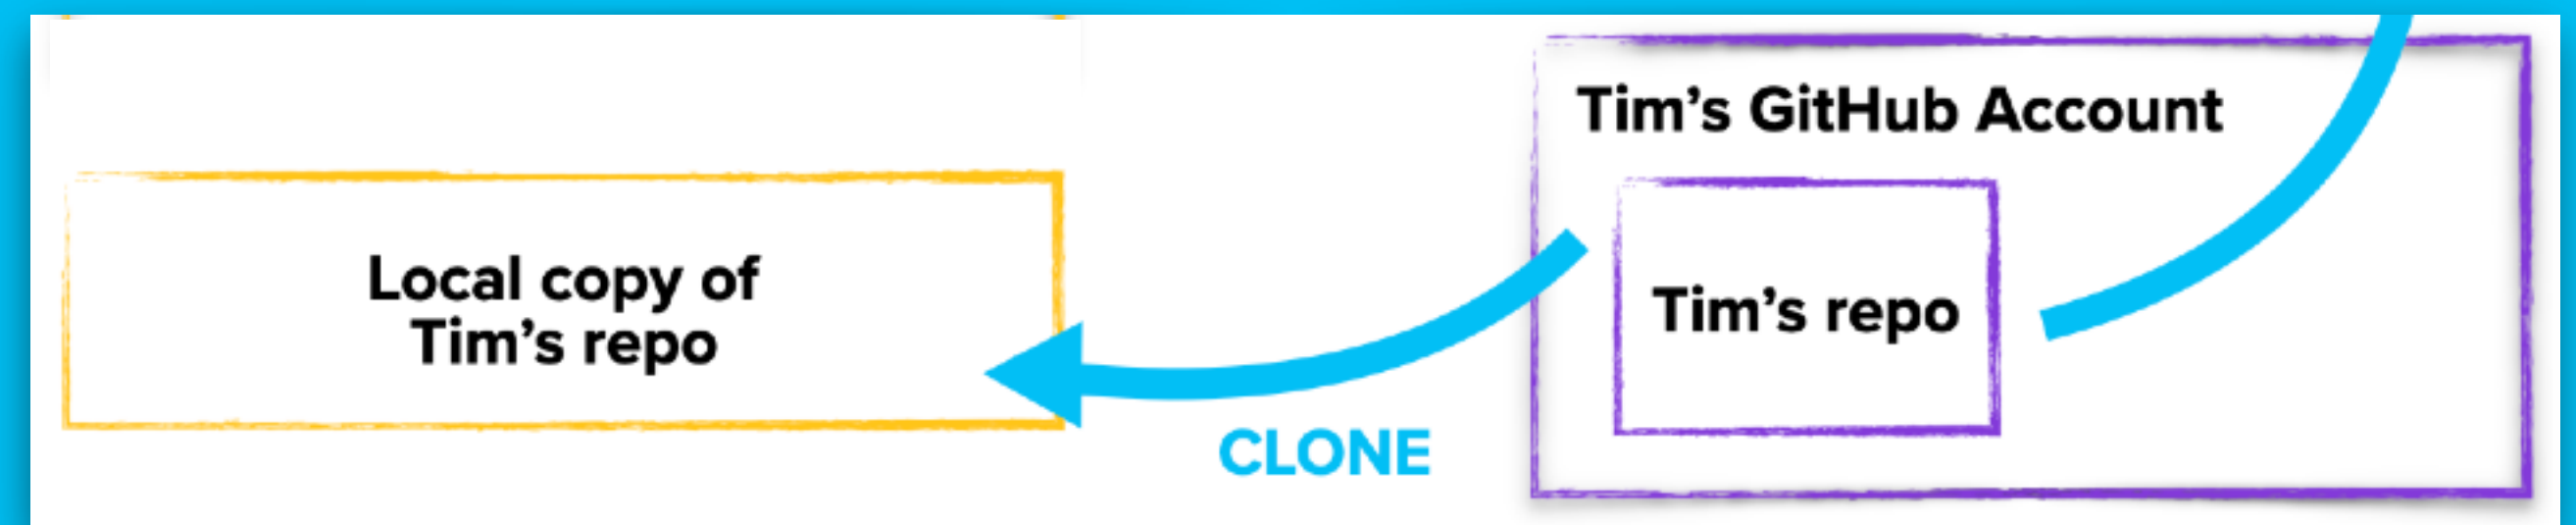 Tim’s GitHub Account
Local copy of
Tim’s repo
Tim’s repo
CLONE